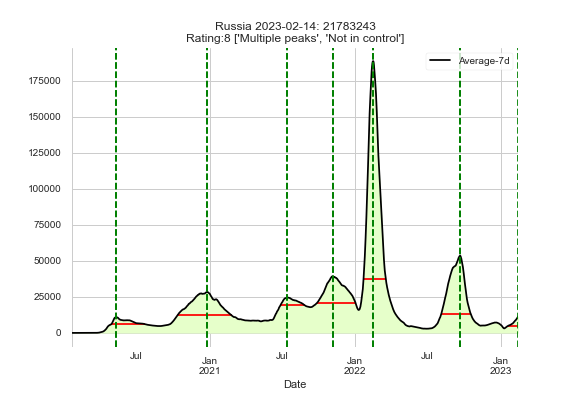 Russia 2023-02-14: 21783243
Rating:8 ['Multiple peaks', 'Not in control']
Average-7d
175000
150000
125000
100000
75000
50000
25000
0
Jul
Jan
2021
Jul
Jan
2022
Jul
Jan
2023
Date